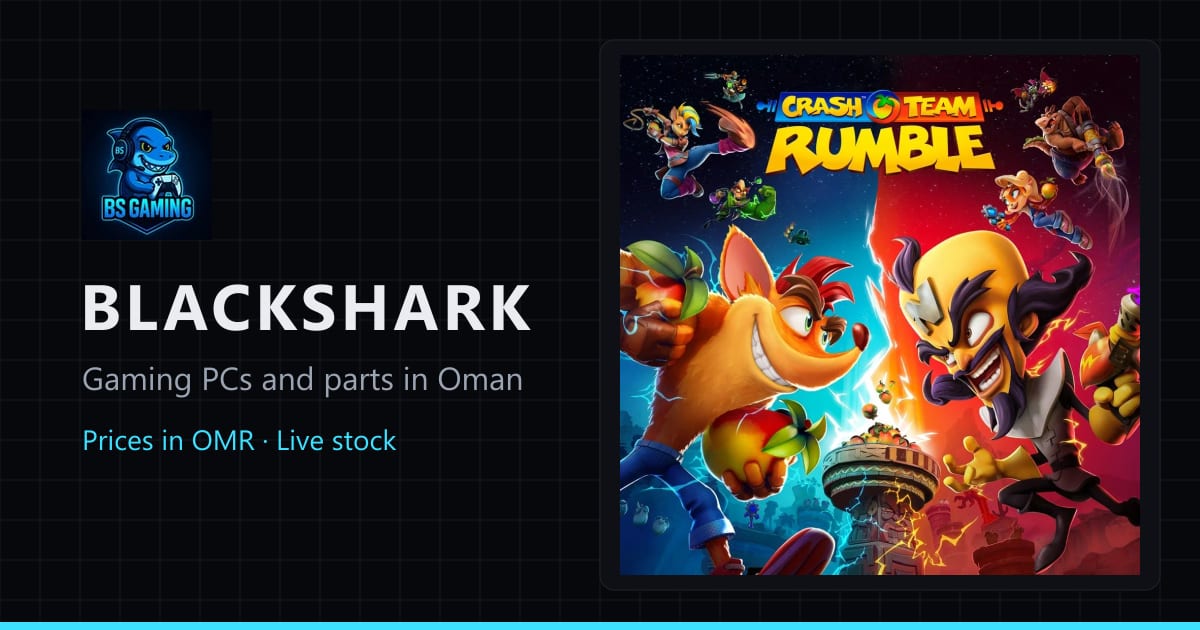 BS
BS GAMING
BLACKSHARK
Gaming PCs and parts in Oman
Prices in OMR · Live stock
CRASH TEAM
RUMBLE